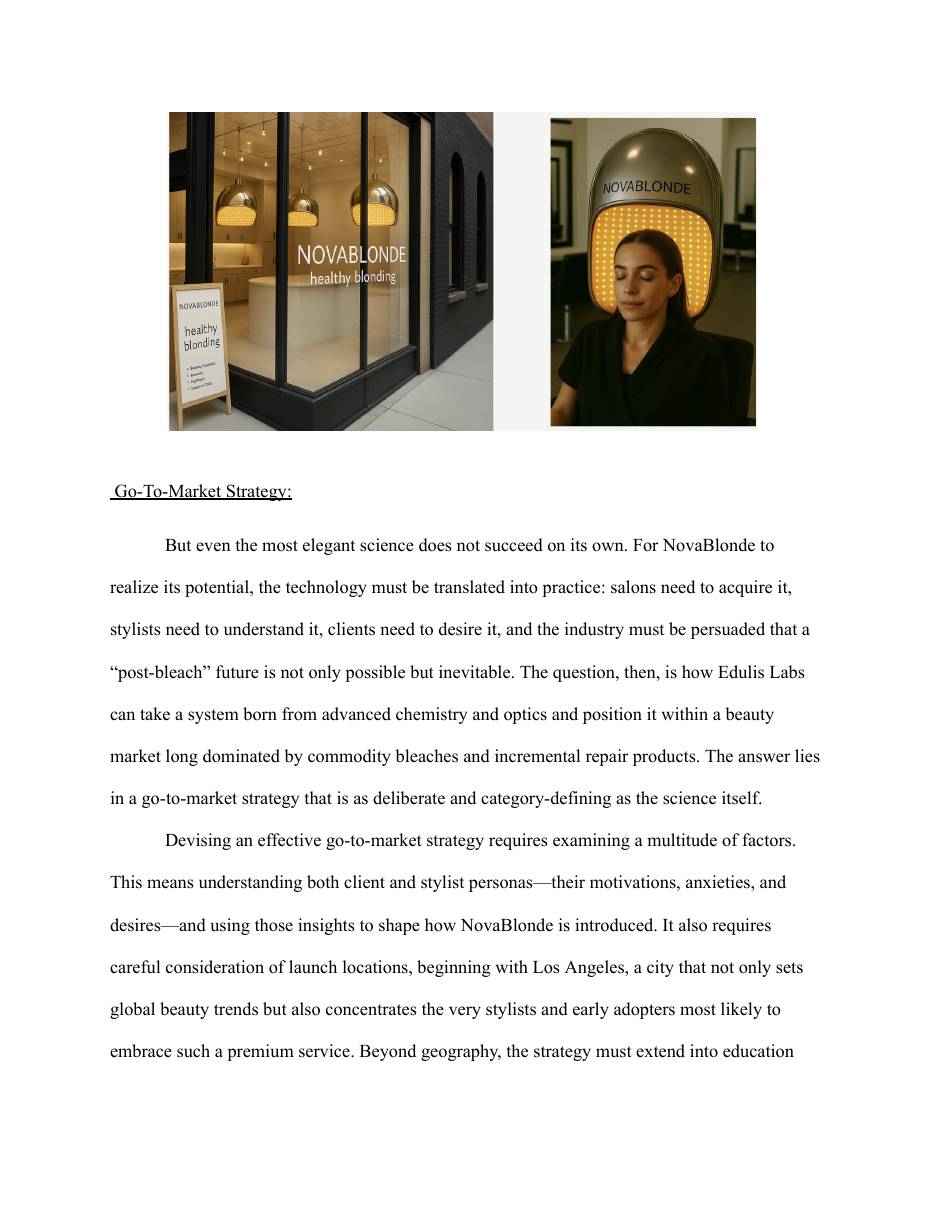 NOVABLONDE
healthy blonding
NOVABLONDE
healthy
blonding
NOVABLONDE
Go-To-Market Strategy:
But even the most elegant science does not succeed on its own. For NovaBlonde to
realize its potential, the technology must be translated into practice: salons need to acquire it,
stylists need to understand it, clients need to desire it, and the industry must be persuaded that a
“post-bleach” future is not only possible but inevitable. The question, then, is how Edulis Labs
can take a system born from advanced chemistry and optics and position it within a beauty
market long dominated by commodity bleaches and incremental repair products. The answer lies
in a go-to-market strategy that is as deliberate and category-defining as the science itself.
Devising an effective go-to-market strategy requires examining a multitude of factors.
This means understanding both client and stylist personas—their motivations, anxieties, and
desires—and using those insights to shape how NovaBlonde is introduced. It also requires
careful consideration of launch locations, beginning with Los Angeles, a city that not only sets
global beauty trends but also concentrates the very stylists and early adopters most likely to
embrace such a premium service. Beyond geography, the strategy must extend into education